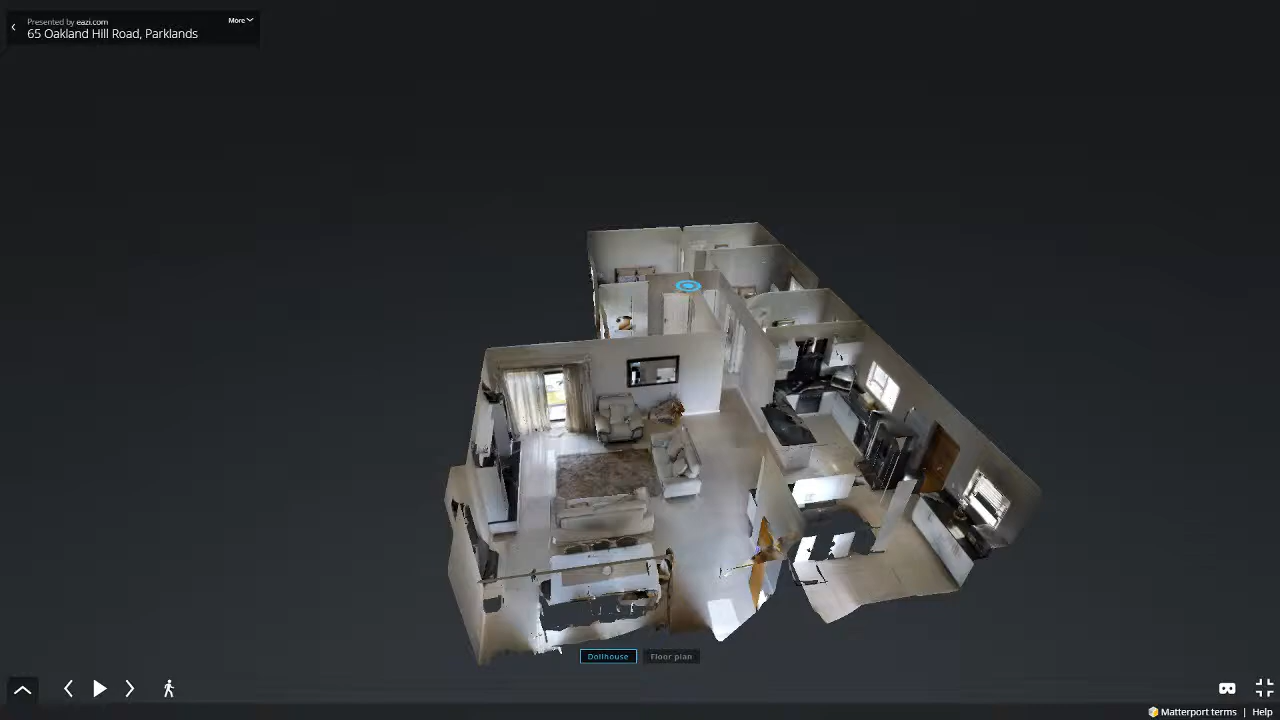 Presented by eazi.com
More
65 Oakland Hill Road, Parklands
Dollhouse
Floor plan
Matterport terms | Help